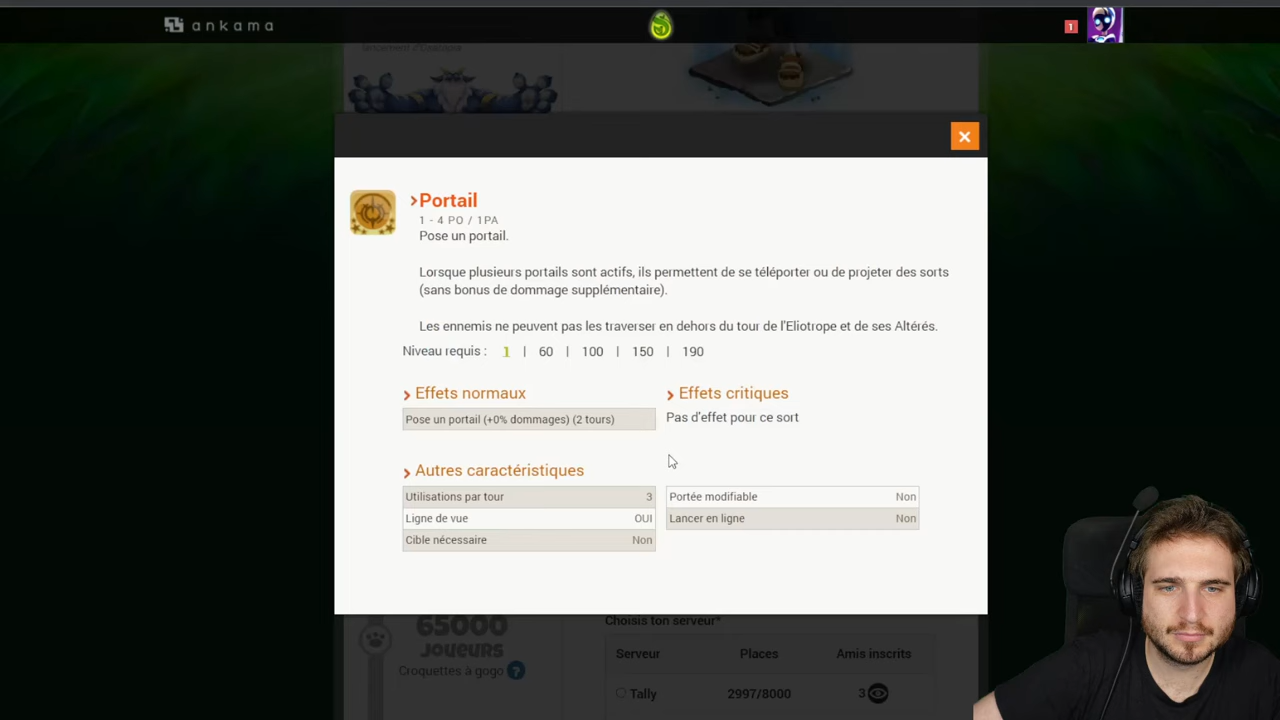 ankama
1
lancement d'Ecatopia
Portail
1 - 4 PO / 1PA
Pose un portail.
Lorsque plusieurs portails sont actifs, ils permettent de se téléporter ou de projeter des sorts
(sans bonus de dommage supplémentaire).
Les ennemis ne peuvent pas les traverser en dehors du tour de l'Eliotrope et de ses Altérés.
Niveau requis : 1 | 60 | 100 | 150 | 190
Effets normaux
Pose un portail (+0% dommages) (2 tours)
Effets critiques
Pas d'effet pour ce sort
Autres caractéristiques
Utilisations par tour 3
Ligne de vue OUI
Cible nécessaire Non
Portée modifiable Non
Lancer en ligne Non
65000
JOUEURS
Croquettes à gogo ?
Choisis ton serveur*
Serveur Places Amis inscrits
Tally 2997/8000 3